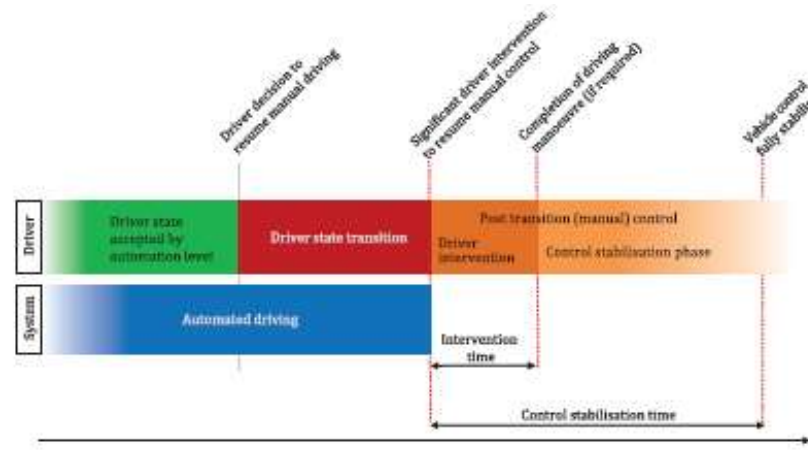 Driver decision to
resume manual driving
Significant driver intervention
to resume manual control
Completion of driving
manoeuvre (if required)
Vehicle control
fully
Driver
Driver state
accepted by
automation level
Driver state transition
Post transition (manual) control
Driver
intervention
Control stabilisation phase
System
Automated driving
Intervention
time
Control stabilisation time